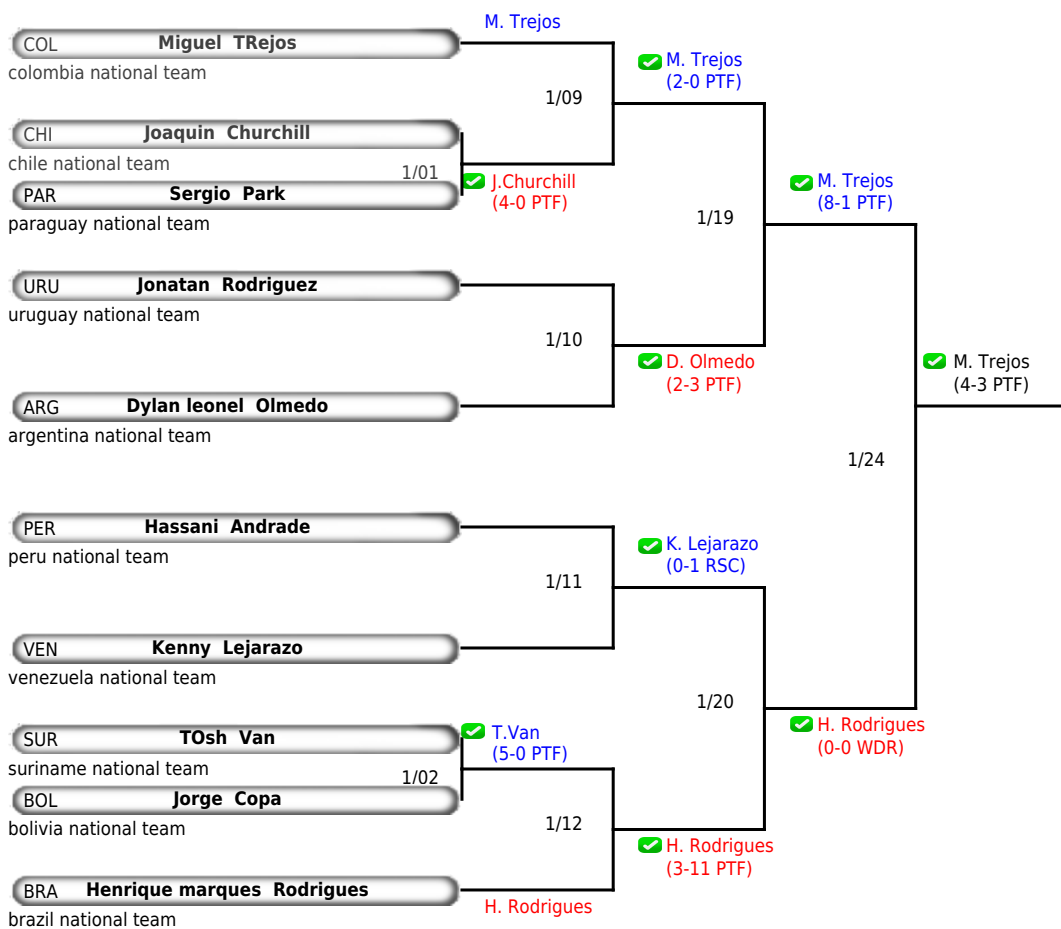 M. Trejos
COL Miguel TRejos
colombia national team
M. Trejos
(2-0 PTF)
1/09
CHI Joaquin Churchill
chile national team
1/01
J.Churchill
(4-0 PTF)
PAR Sergio Park
paraguay national team
M. Trejos
(8-1 PTF)
1/19
URU Jonatan Rodriguez
uruguay national team
1/10
D. Olmedo
(2-3 PTF)
ARG Dylan leonel Olmedo
argentina national team
M. Trejos
(4-3 PTF)
1/24
PER Hassani Andrade
peru national team
K. Lejarazo
(0-1 RSC)
1/11
VEN Kenny Lejarazo
venezuela national team
1/20
H. Rodrigues
(0-0 WDR)
SUR TOsh Van
suriname national team
T.Van
(5-0 PTF)
1/02
BOL Jorge Copa
bolivia national team
1/12
H. Rodrigues
(3-11 PTF)
BRA Henrique marques Rodrigues
brazil national team
H. Rodrigues